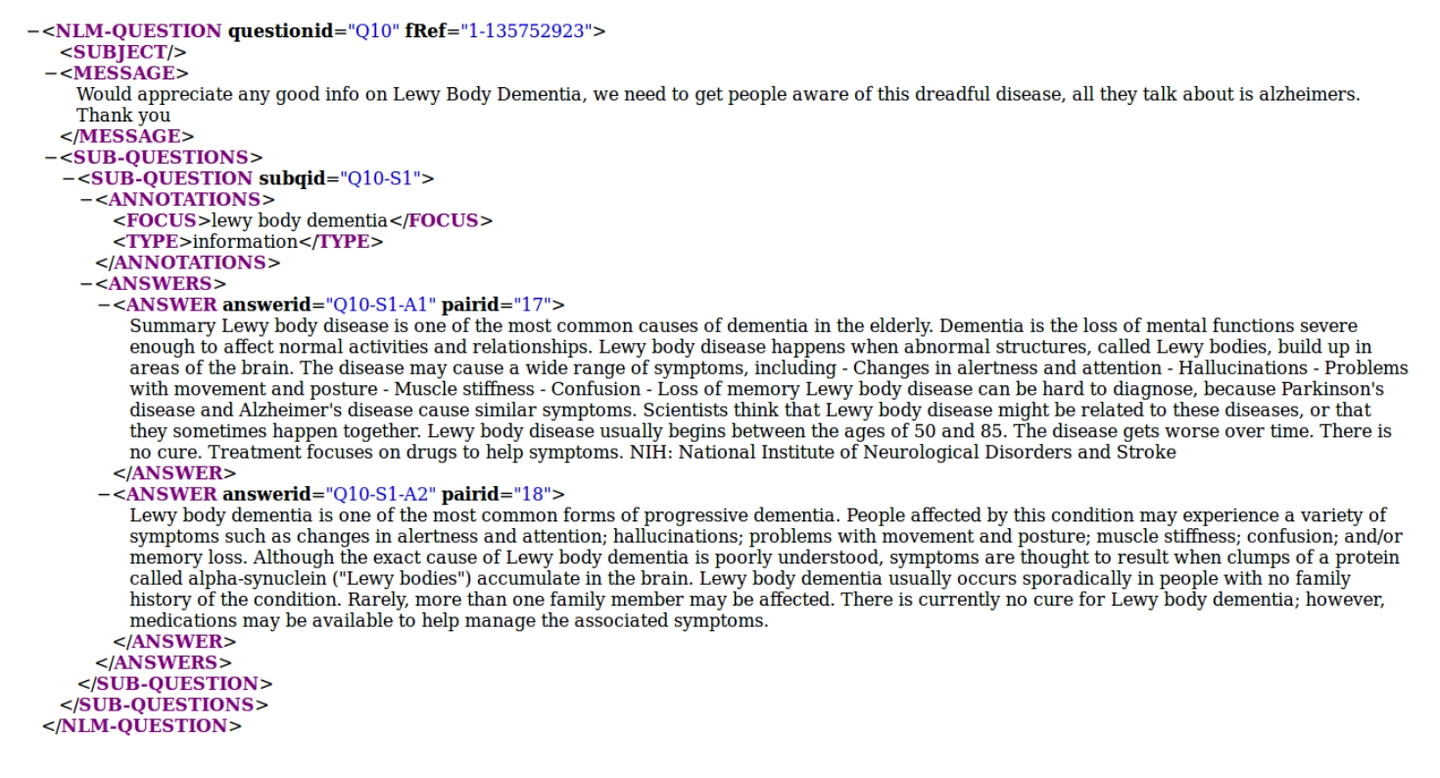 −<NLM-QUESTION questionid="Q10" fRef="1-135752923">
<SUBJECT/>
−<MESSAGE>
Would appreciate any good info on Lewy Body Dementia, we need to get people aware of this dreadful disease, all they talk about is alzheimers.
Thank you
</MESSAGE>
−<SUB-QUESTIONS>
−<SUB-QUESTION subqid="Q10-S1">
−<ANNOTATIONS>
<FOCUS>lewy body dementia</FOCUS>
<TYPE>information</TYPE>
</ANNOTATIONS>
−<ANSWERS>
−<ANSWER answerid="Q10-S1-A1" pairid="17">
Summary Lewy body disease is one of the most common causes of dementia in the elderly. Dementia is the loss of mental functions severe
enough to affect normal activities and relationships. Lewy body disease happens when abnormal structures, called Lewy bodies, build up in
areas of the brain. The disease may cause a wide range of symptoms, including - Changes in alertness and attention - Hallucinations - Problems
with movement and posture - Muscle stiffness - Confusion - Loss of memory Lewy body disease can be hard to diagnose, because Parkinson's
disease and Alzheimer's disease cause similar symptoms. Scientists think that Lewy body disease might be related to these diseases, or that
they sometimes happen together. Lewy body disease usually begins between the ages of 50 and 85. The disease gets worse over time. There is
no cure. Treatment focuses on drugs to help symptoms. NIH: National Institute of Neurological Disorders and Stroke
</ANSWER>
−<ANSWER answerid="Q10-S1-A2" pairid="18">
Lewy body dementia is one of the most common forms of progressive dementia. People affected by this condition may experience a variety of
symptoms such as changes in alertness and attention; hallucinations; problems with movement and posture; muscle stiffness; confusion; and/or
memory loss. Although the exact cause of Lewy body dementia is poorly understood, symptoms are thought to result when clumps of a protein
called alpha-synuclein ("Lewy bodies") accumulate in the brain. Lewy body dementia usually occurs sporadically in people with no family
history of the condition. Rarely, more than one family member may be affected. There is currently no cure for Lewy body dementia; however,
medications may be available to help manage the associated symptoms.
</ANSWER>
</ANSWERS>
</SUB-QUESTION>
</SUB-QUESTIONS>
</NLM-QUESTION>